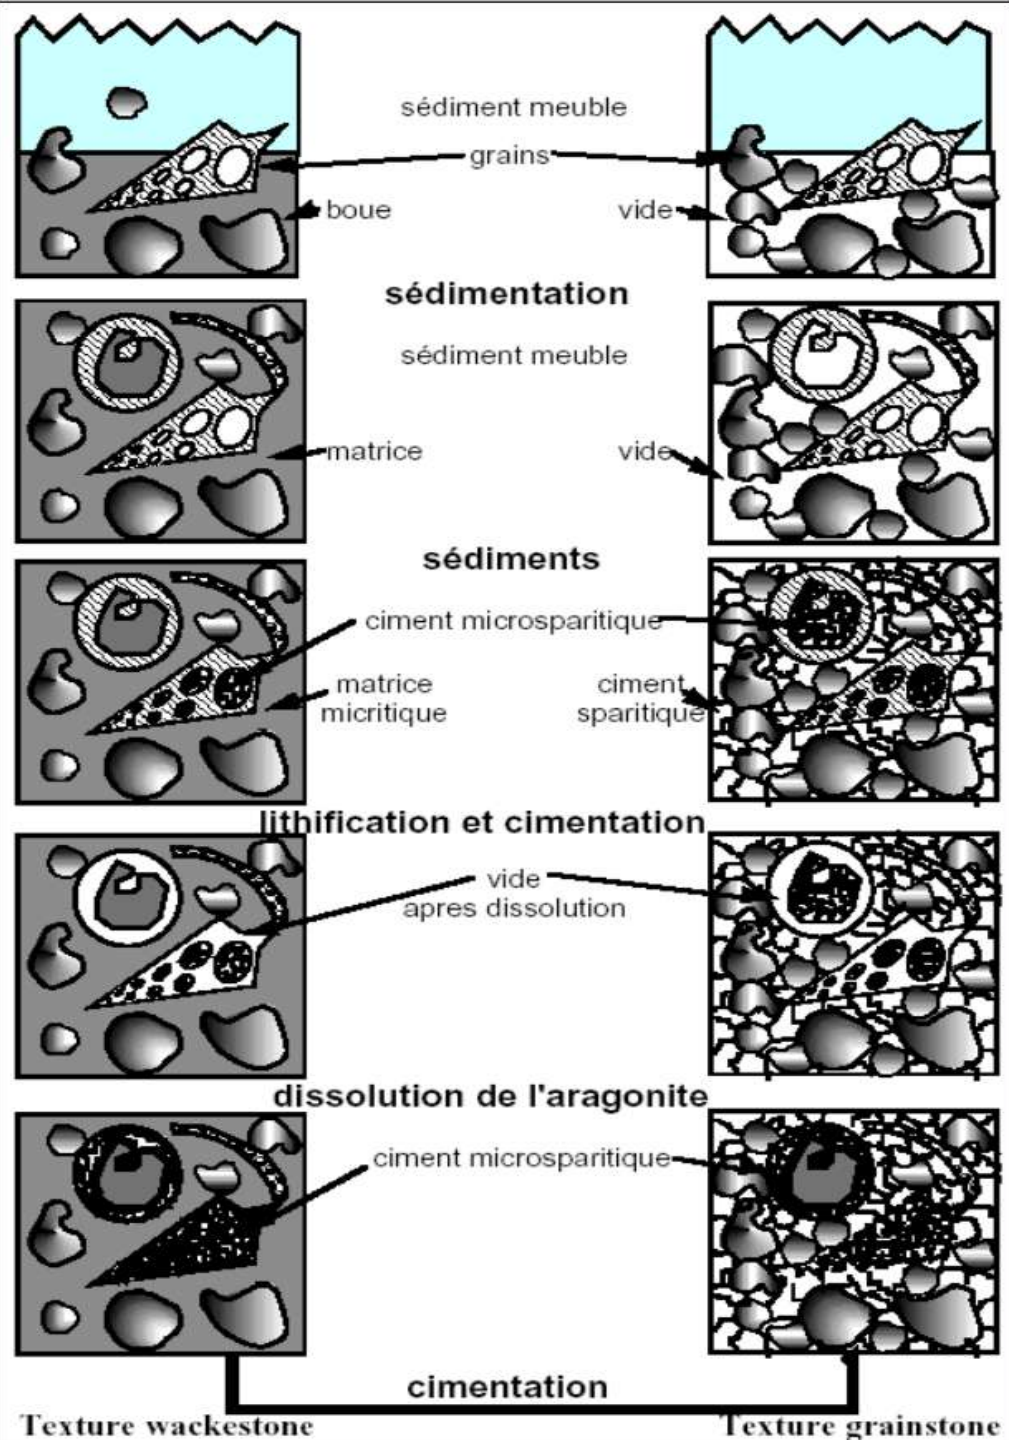 sédiment meuble
grains
boue
vide
sédimentation
sédiment meuble
matrice
vide
sédiments
ciment microsparitique
matrice
micritique
ciment
sparitique
lithification et cimentation
vide
apres dissolution
dissolution de l'aragonite
ciment microsparitique
cimentation
Texture wackestone
Texture grainstone